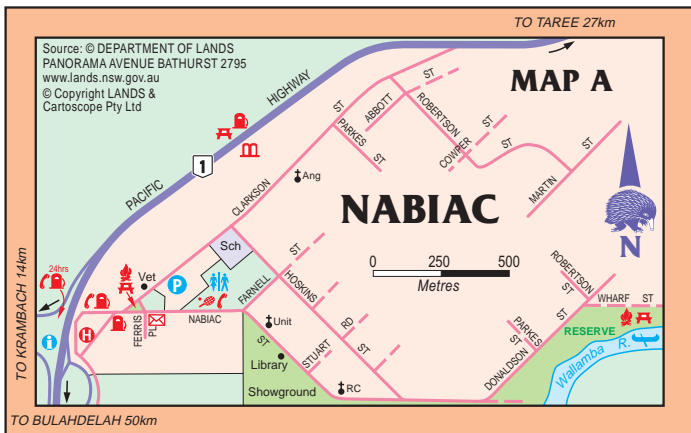 TO TAREE 27km
Source: © DEPARTMENT OF LANDS
PANORAMA AVENUE BATHURST 2795
www.lands.nsw.gov.au
© Copyright LANDS &
Cartoscope Pty Ltd
MAP A
PACIFIC
HIGHWAY
1
CLARKSON
ST
ABBOTT
ST
PARKES
ST
ROBERTSON
ST
COWPER
ST
MARTIN
ST
Ang
NABIAC
N
0 250 500
Metres
Sch
Vet
P
24hrs
H
i
FERRIS
PL
NABIAC
ST
FARNELL
ST
HOSKINS
ST
STUART
RD
Unit
Library
Showground
RC
PARKES
ST
DONALDSON
ST
ROBERTSON
ST
WHARF ST
RESERVE
Wallamba
R.
TO KRAMBACH 14km
TO BULAHDELAH 50km